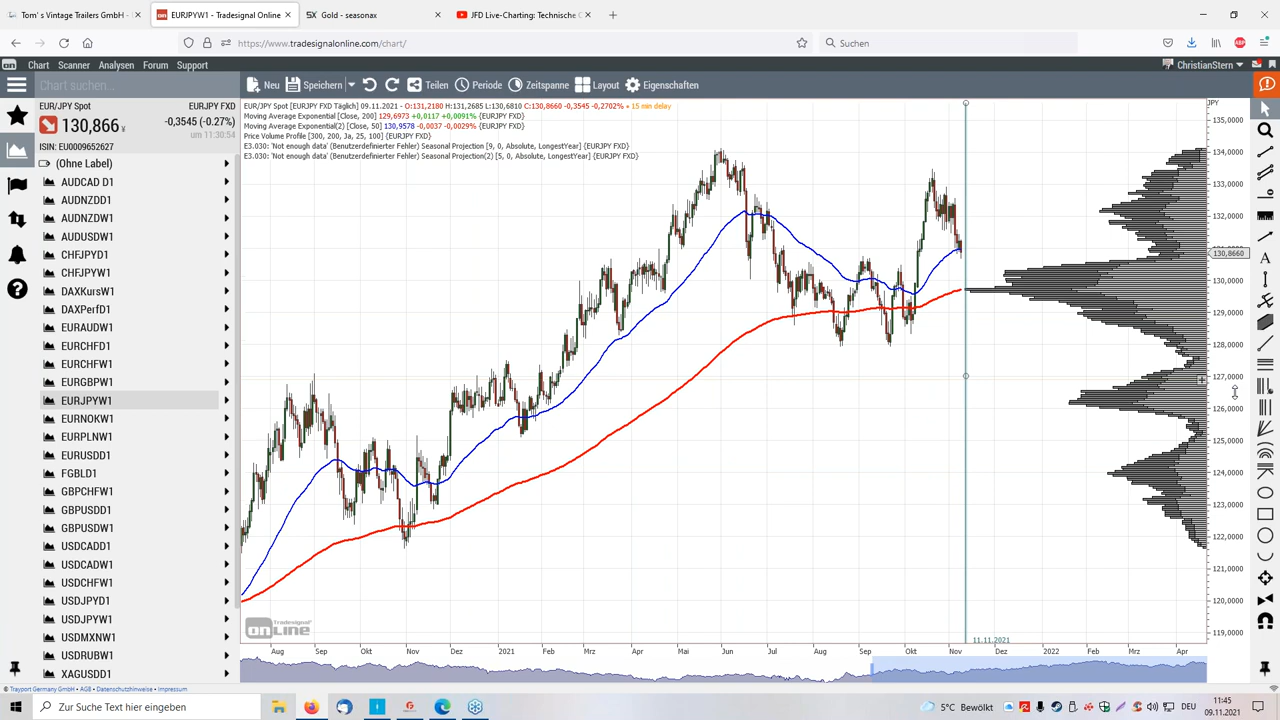 Tom' s Vintage Trailers GmbH -
EURJPYW1 - Tradesignal Online
SX Gold - seasonax
JFD Live-Charting: Technische
https://www.tradesignalonline.com/chart/
Suchen
on Chart Scanner Analysen Forum Support
ChristianStern
Chart suchen...
Neu Speichern Teilen Periode Zeitspanne Layout Eigenschaften
EUR/JPY Spot EURJPY FXD
130,866 ¥ -0,3545 (-0.27%)
um 11:30:54
ISIN: EU0009652627
(Ohne Label)
AUDCAD D1
AUDNZDD1
AUDNZDW1
AUDUSDW1
CHFJPYD1
CHFJPYW1
DAXKursW1
DAXPerfD1
EURAUDW1
EURCHFD1
EURCHFW1
EURGBPW1
EURJPYW1
EURNOKW1
EURPLNW1
EURUSDD1
FGBLD1
GBPCHFW1
GBPUSDD1
GBPUSDW1
USDCADD1
USDCADW1
USDCHFW1
USDJPYD1
USDJPYW1
USDMXNW1
USDRUBW1
XAGUSDD1
© Trayport Germany GmbH • AGB • Datenschutzhinweise • Impressum
EUR/JPY Spot [EURJPY FXD Täglich] 09.11.2021 - O:131,2180 H:131,2685 L:130,6810 C:130,8660 -0,3545 -0,2702% + 15 min delay
Moving Average Exponential [Close, 200] 129,6973 +0,0117 +0,0091% {EURJPY FXD}
Moving Average Exponential(2) [Close, 50] 130,9578 -0,0037 -0,0029% {EURJPY FXD}
Price Volume Profile [300, 200, Ja, 25, 100] {EURJPY FXD}
E3.030: 'Not enough data' (Benutzerdefinierter Fehler) Seasonal Projection [9, 0, Absolute, LongestYear] {EURJPY FXD}
E3.030: 'Not enough data' (Benutzerdefinierter Fehler) Seasonal Projection(2) [5, 0, Absolute, LongestYear] {EURJPY FXD}
JPY
135,0000
134,0000
133,0000
132,0000
130,8660
130,0000
129,0000
128,0000
127,0000
126,0000
125,0000
124,0000
123,0000
122,0000
121,0000
120,0000
119,0000
Tradesignal
onLINE
11.11.2021
Aug Sep Okt Nov Dez 2021 Feb Mrz Apr Mai Jun Jul Aug Sep Okt Nov Dez 2022 Feb Mrz Apr
Zur Suche Text hier eingeben
5°C Bewölkt
DE
11:45
09.11.2021